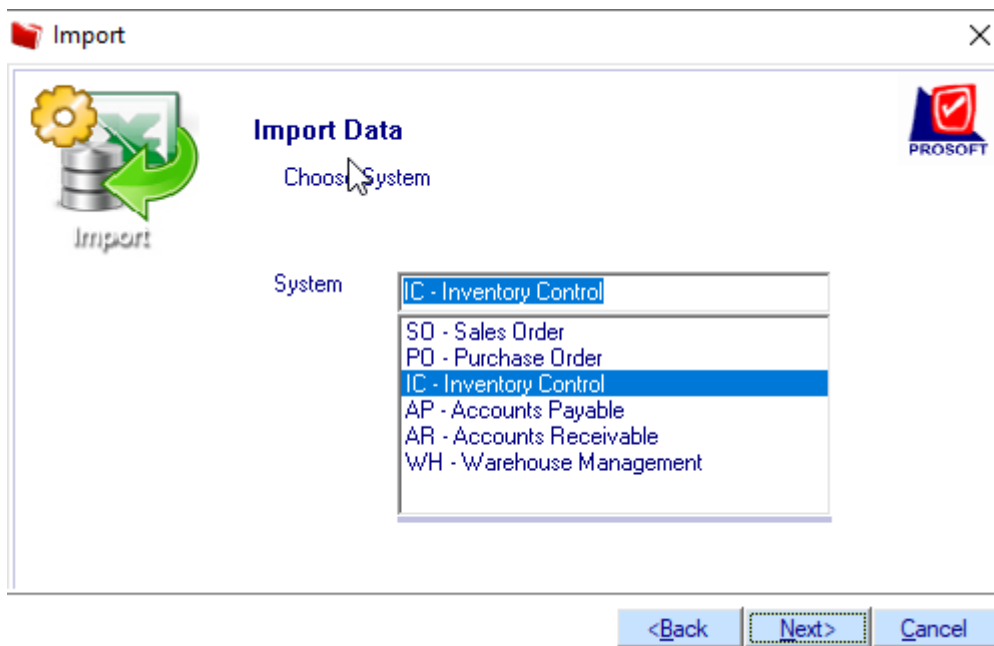 Import
Import Data
PROSOFT
Choose System
Import
System
IC - Inventory Control
SO - Sales Order
PO - Purchase Order
IC - Inventory Control
AP - Accounts Payable
AR - Accounts Receivable
WH - Warehouse Management
<Back
Next>
Cancel